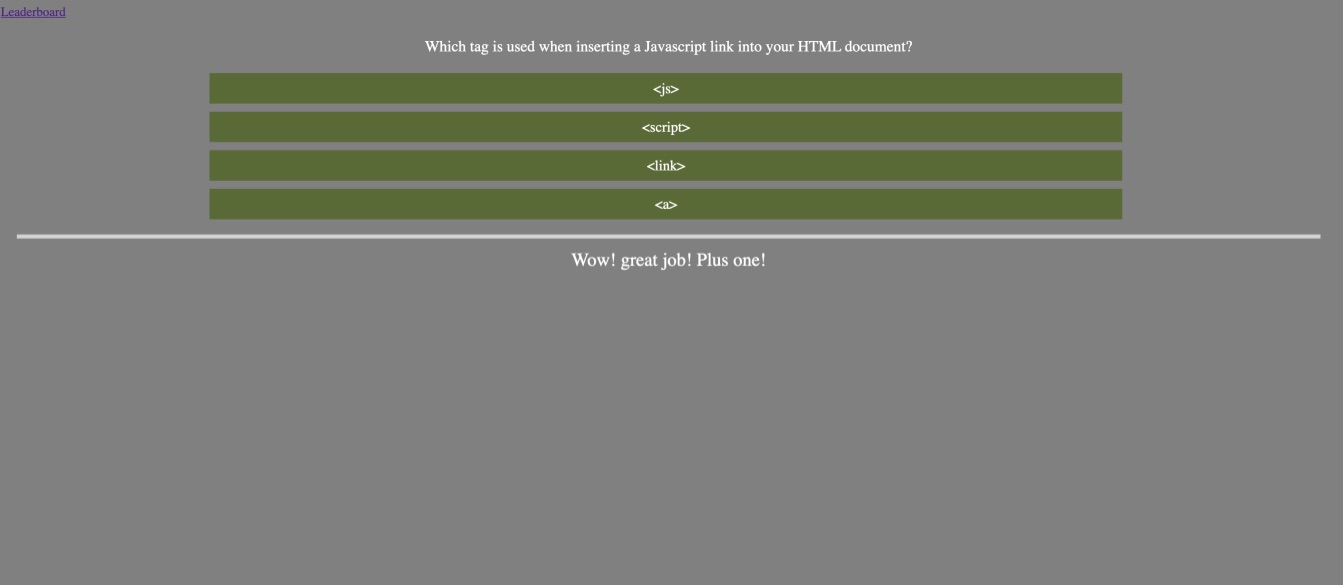 Leaderboard
Which tag is used when inserting a Javascript link into your HTML document?
<js>
<script>
<link>
<a>
Wow! great job! Plus one!